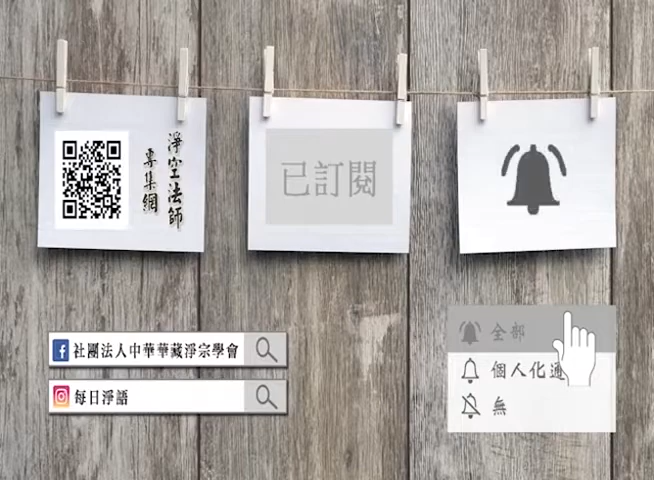 淨空法師
專集網
已訂閱
社團法人中華華藏淨宗學會
每日淨語
全部
個人化通
無